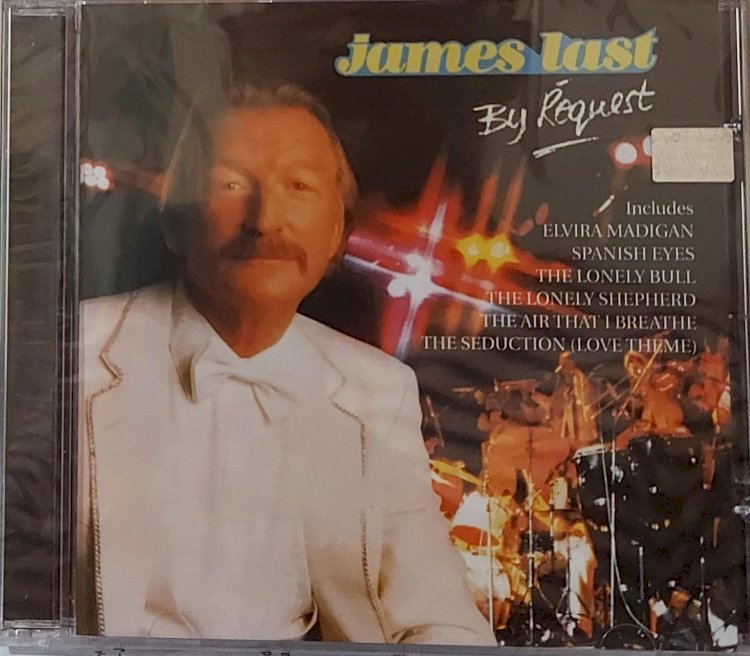 james last
By Request
Includes
ELVIRA MADIGAN
SPANISH EYES
THE LONELY BULL
THE LONELY SHEPHERD
THE AIR THAT I BREATHE
THE SEDUCTION (LOVE THEME)